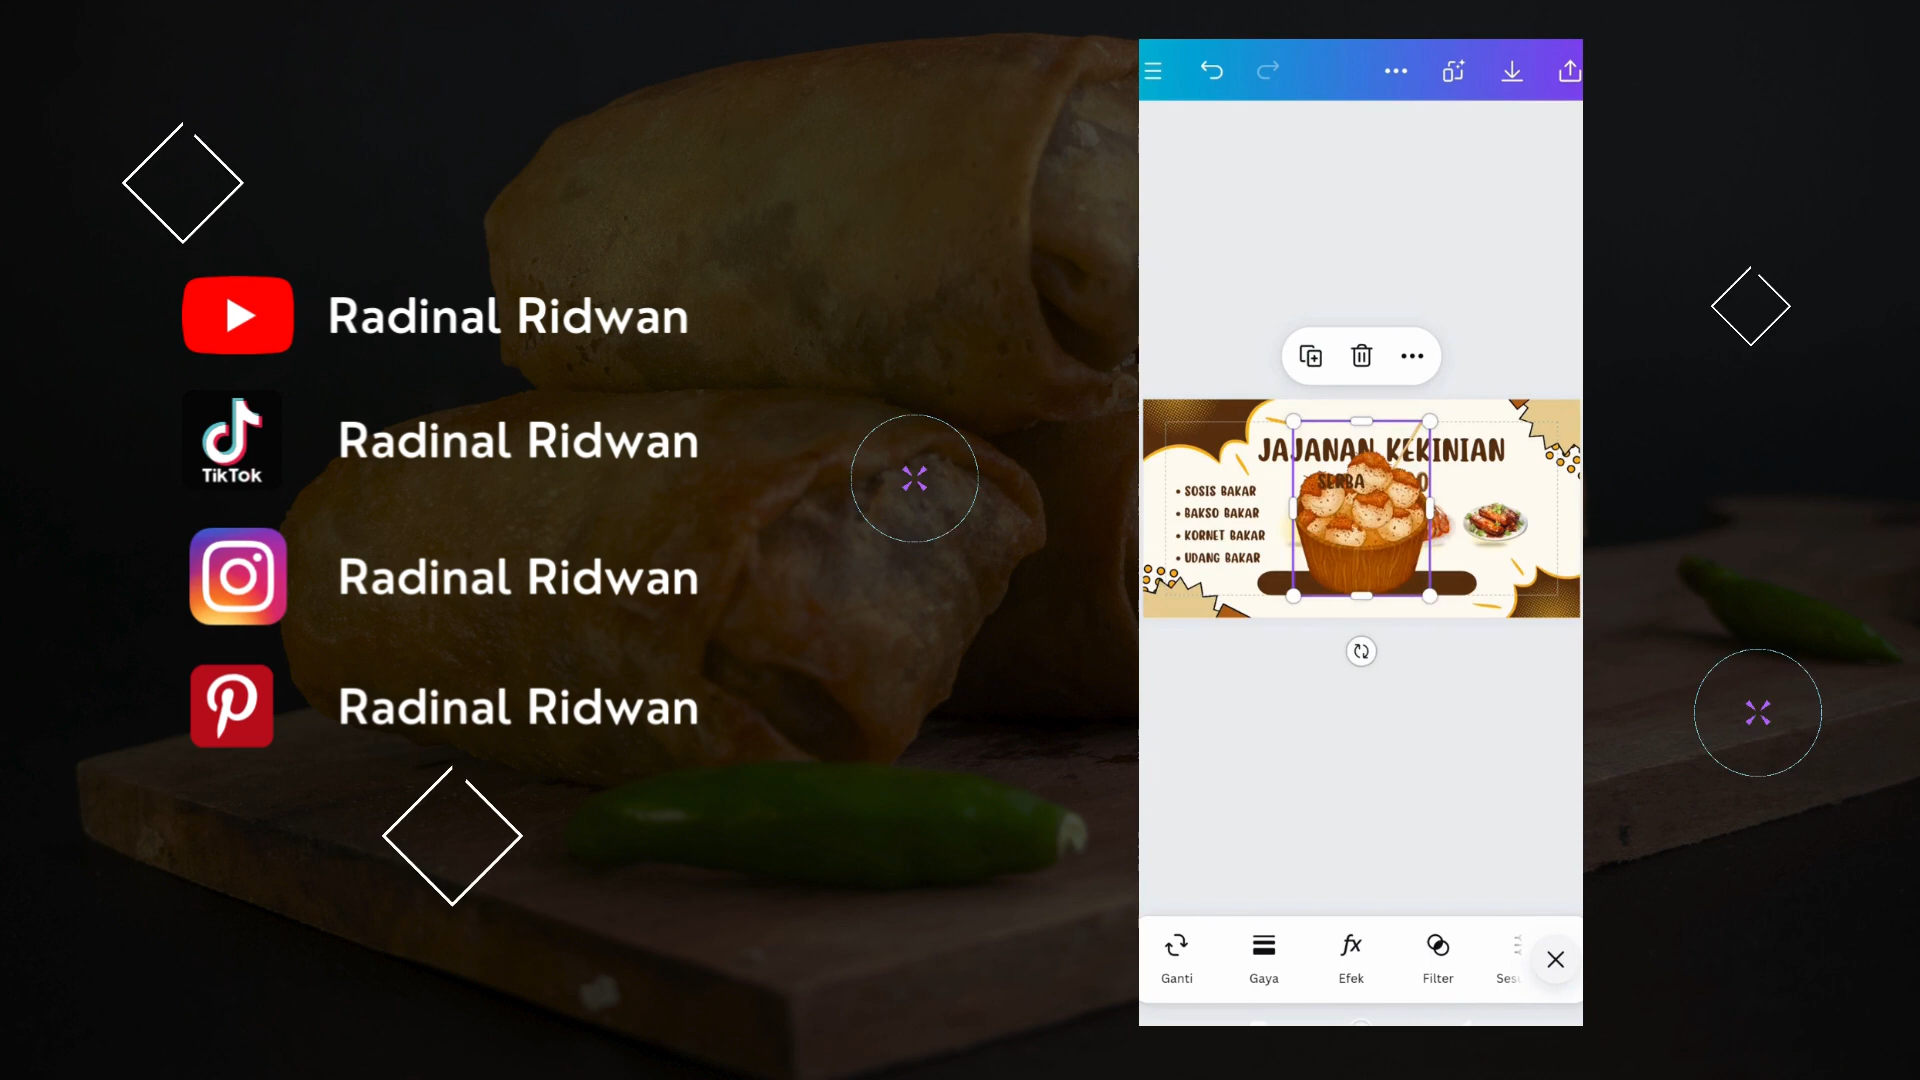 Radinal Ridwan
TikTok
Radinal Ridwan
Radinal Ridwan
Radinal Ridwan
JAJANAN KEKINIAN
SERBA
• SOSIS BAKAR
• BAKSO BAKAR
• KORNET BAKAR
• UDANG BAKAR
Ganti
Gaya
fx
Efek
Filter